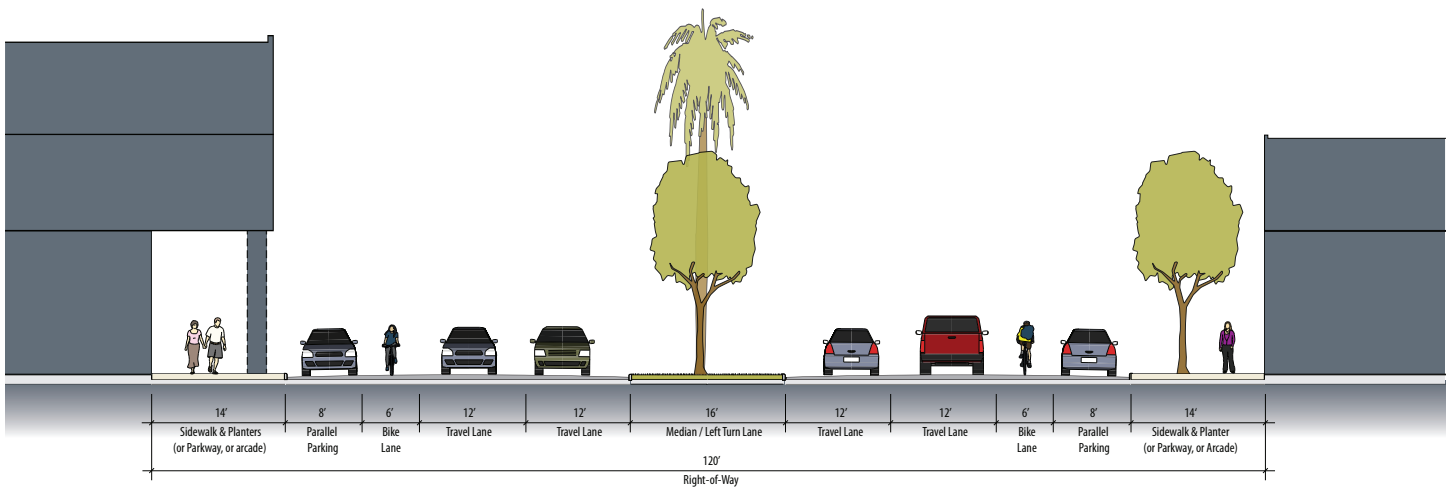 14’ 8’ 6’ 12’ 12’ 16’ 12’ 12’ 6’ 8’ 14’
Sidewalk & Planters
(or Parkway, or arcade)
Parallel
Parking
Bike
Lane
Travel Lane
Travel Lane
Median / Left Turn Lane
Travel Lane
Travel Lane
Bike
Lane
Parallel
Parking
Sidewalk & Planter
(or Parkway, or Arcade)
120’
Right-of-Way